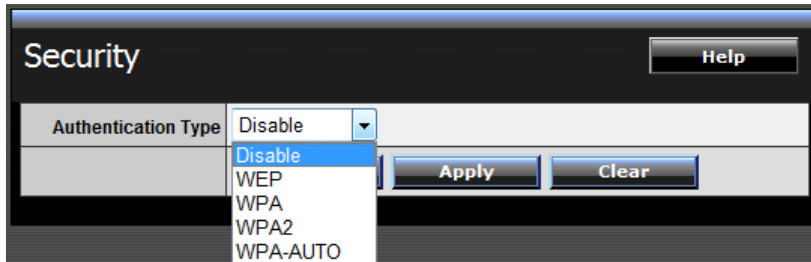 Security
Help
Authentication Type Disable
Disable
WEP
WPA
WPA2
WPA-AUTO
Apply
Clear